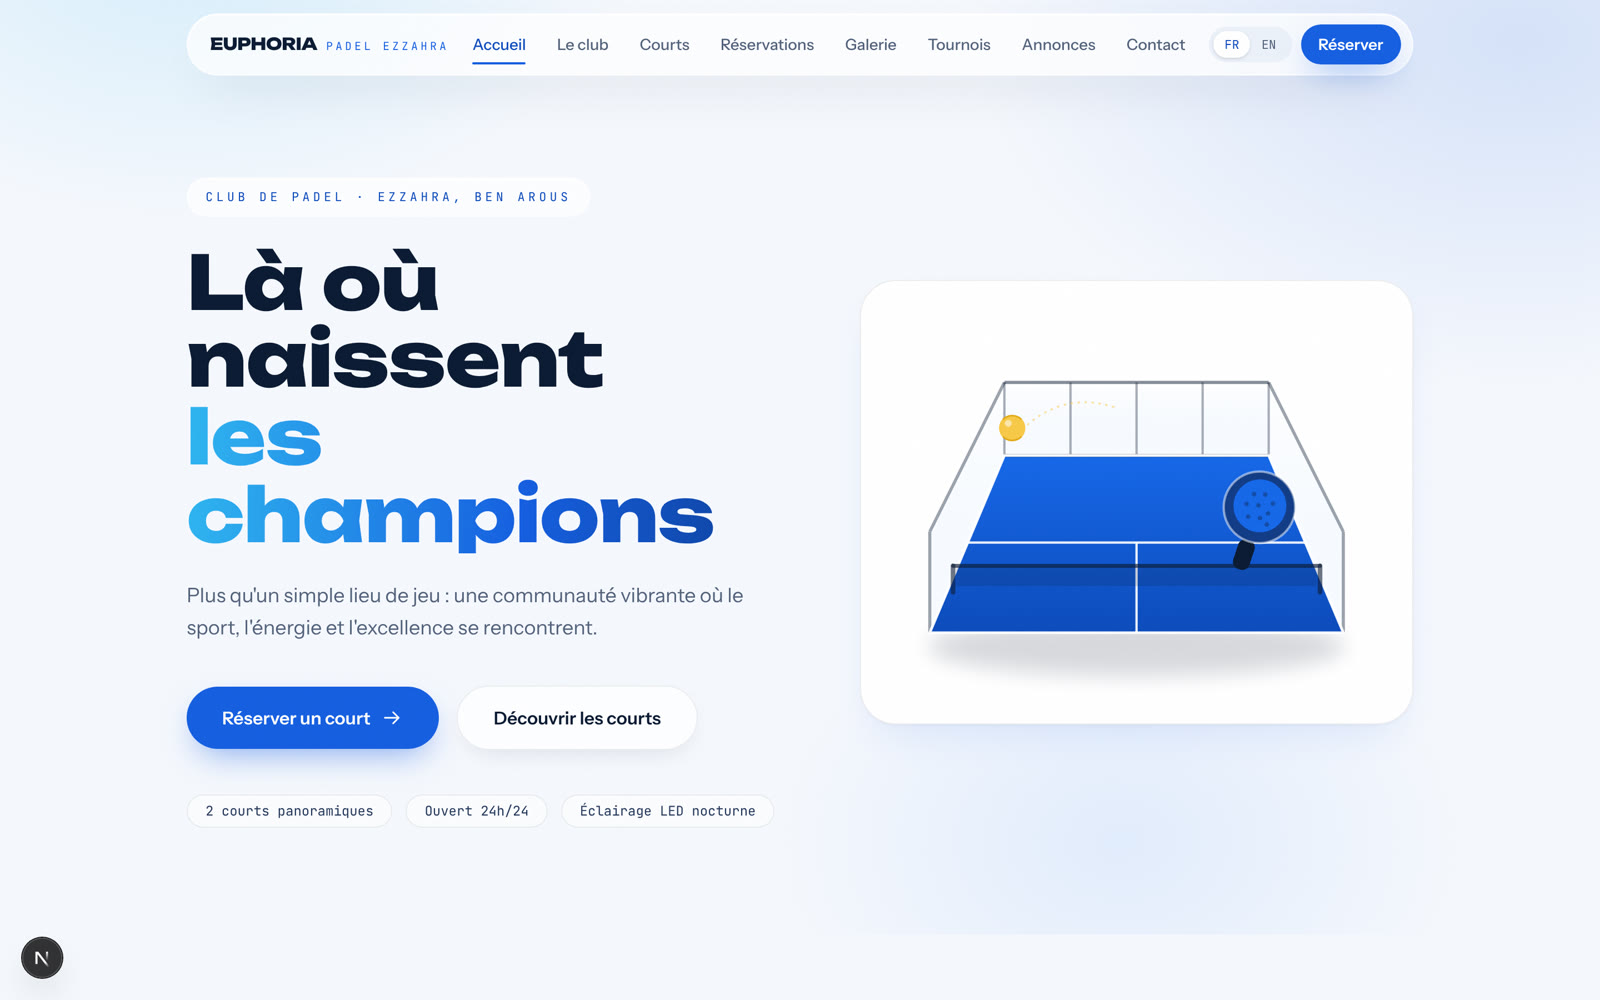 EUPHORIA PADEL EZZAHRA Accueil Le club Courts Réservations Galerie Tournois Annonces Contact FR EN Réserver
CLUB DE PADEL · EZZAHRA, BEN AROUS
Là où
naissent
les
champions
Plus qu'un simple lieu de jeu : une communauté vibrante où le
sport, l'énergie et l'excellence se rencontrent.
Réserver un court → Découvrir les courts
2 courts panoramiques Ouvert 24h/24 Éclairage LED nocturne
N